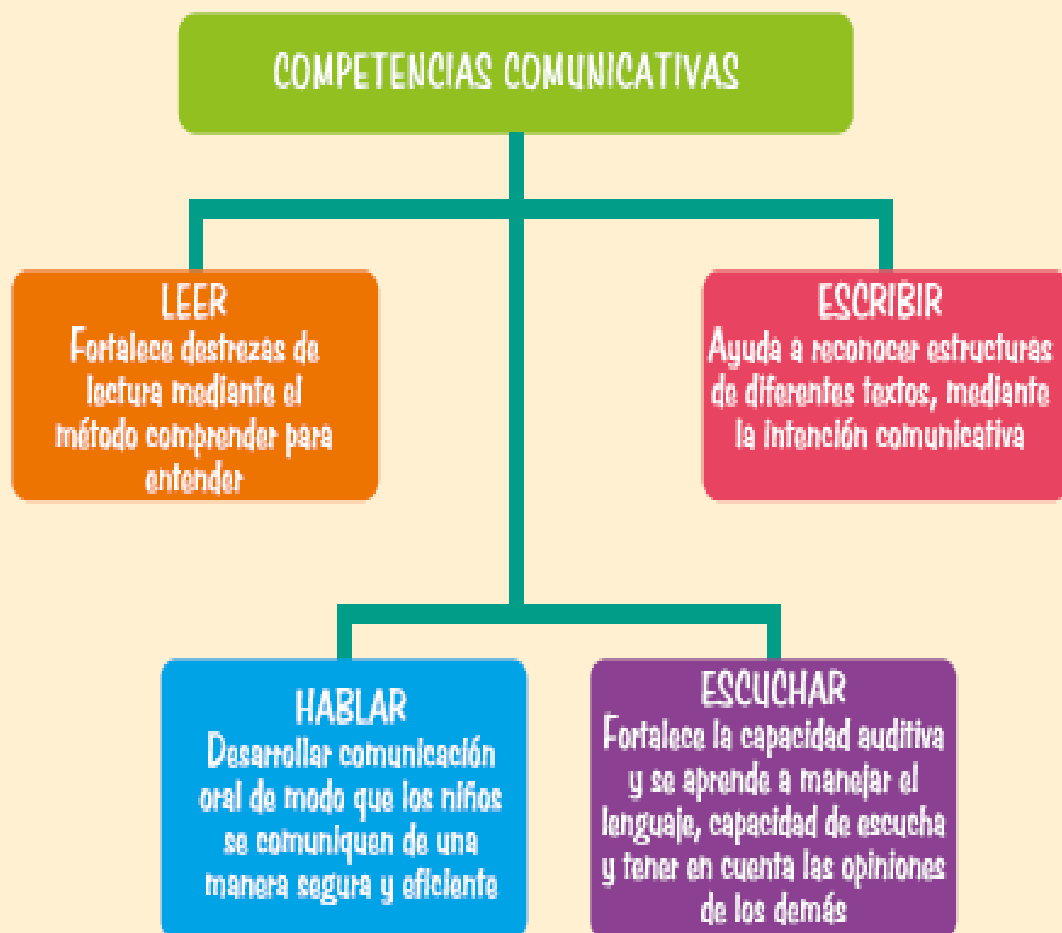 COMPETENCIAS COMUNICATIVAS
LEER
Fortalece destrezas de
lectura mediante el
método comprender para
entender
ESCRIBIR
Ayuda a reconocer estructuras
de diferentes textos, mediante
la intención comunicativa
HABLAR
Desarrollar comunicación
oral de modo que los niños
se comuniquen de una
manera segura y eficiente
ESCUCHAR
Fortalece la capacidad auditiva
y se aprende a manejar el
lenguaje, capacidad de escucha
y tener en cuenta las opiniones
de los demás